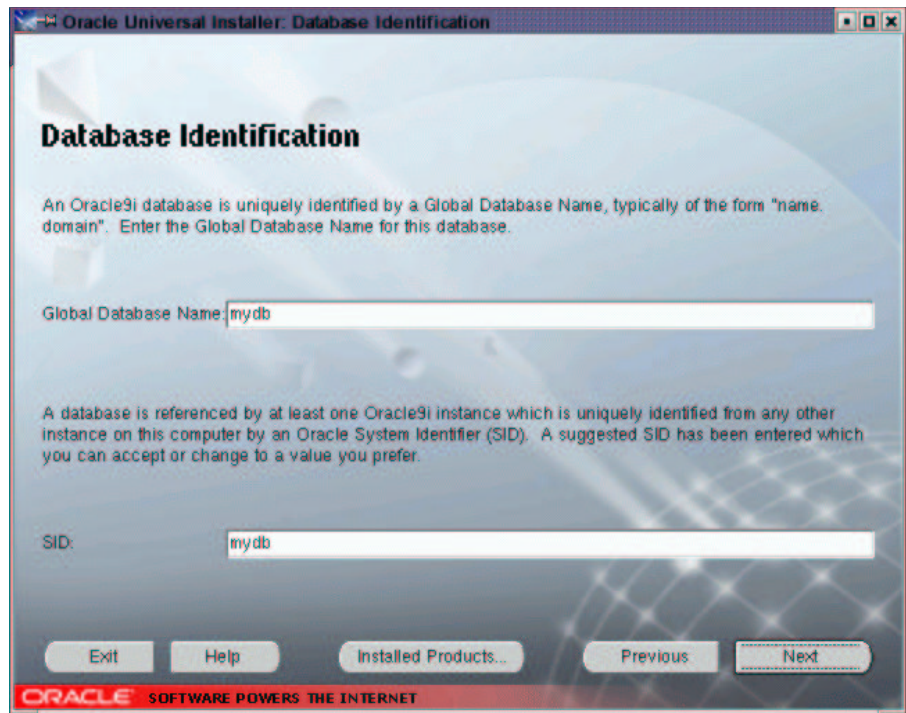 Oracle Universal Installer: Database Identification
Database Identification
An Oracle9i database is uniquely identified by a Global Database Name, typically of the form "name.
domain".  Enter the Global Database Name for this database.
Global Database Name: mydb
A database is referenced by at least one Oracle9i instance which is uniquely identified from any other
instance on this computer by an Oracle System Identifier (SID).  A suggested SID has been entered which
you can accept or change to a value you prefer.
SID: mydb
Exit Help Installed Products... Previous Next
ORACLE SOFTWARE POWERS THE INTERNET